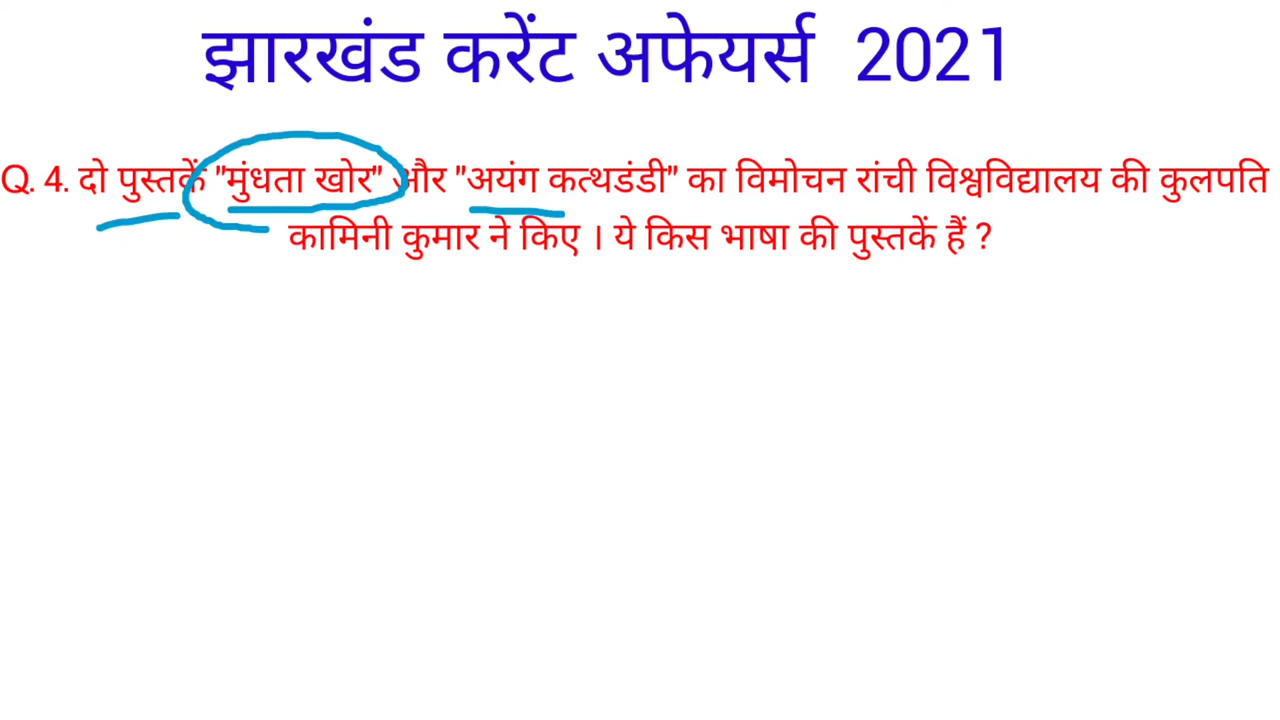 झारखंड करेंट अफेयर्स 2021
Q. 4. दो पुस्तकें "मुंधता खोर" और "अयंग कत्थडंडी" का विमोचन रांची विश्वविद्यालय की कुलपति
कामिनी कुमार ने किए । ये किस भाषा की पुस्तकें हैं ?